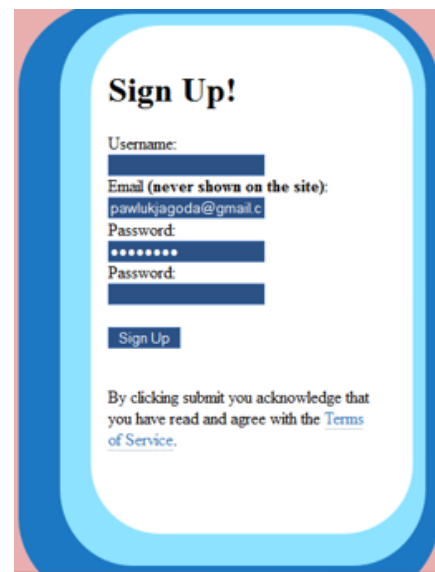 Sign Up!
Username:
Email (never shown on the site):
pawlukjagoda@gmail.c
Password:
••••••••
Password:
Sign Up
By clicking submit you acknowledge that
you have read and agree with the Terms
of Service.